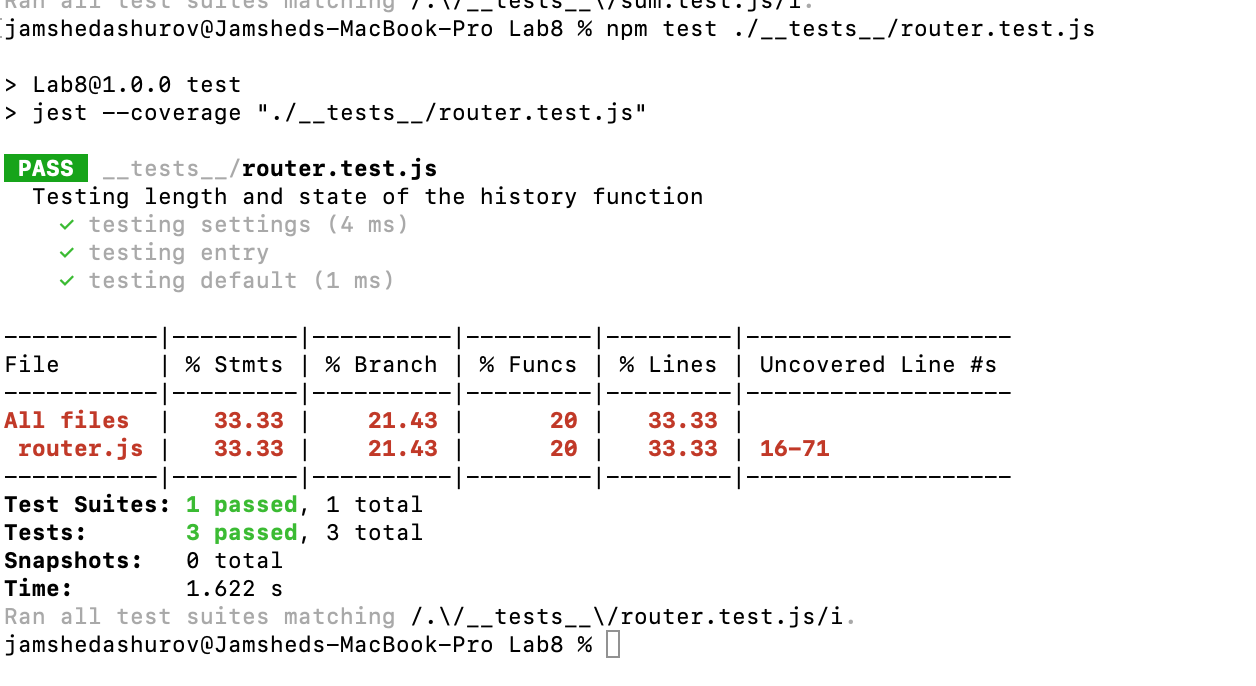 Ran all test suites matching /.\/__tests__\/sum.test.js/i.
jamshedashurov@Jamsheds-MacBook-Pro Lab8 % npm test ./__tests__/router.test.js
> Lab8@1.0.0 test
> jest --coverage "./__tests__/router.test.js"
PASS __tests__/router.test.js
Testing length and state of the history function
✓ testing settings (4 ms)
✓ testing entry
✓ testing default (1 ms)
-----------|---------|----------|---------|---------|-------------------
File       | % Stmts | % Branch | % Funcs | % Lines | Uncovered Line #s
-----------|---------|----------|---------|---------|-------------------
All files  |   33.33 |    21.43 |      20 |   33.33 |
 router.js |   33.33 |    21.43 |      20 |   33.33 | 16-71
-----------|---------|----------|---------|---------|-------------------
Test Suites: 1 passed, 1 total
Tests:       3 passed, 3 total
Snapshots:   0 total
Time:        1.622 s
Ran all test suites matching /.\/__tests__\/router.test.js/i.
jamshedashurov@Jamsheds-MacBook-Pro Lab8 %